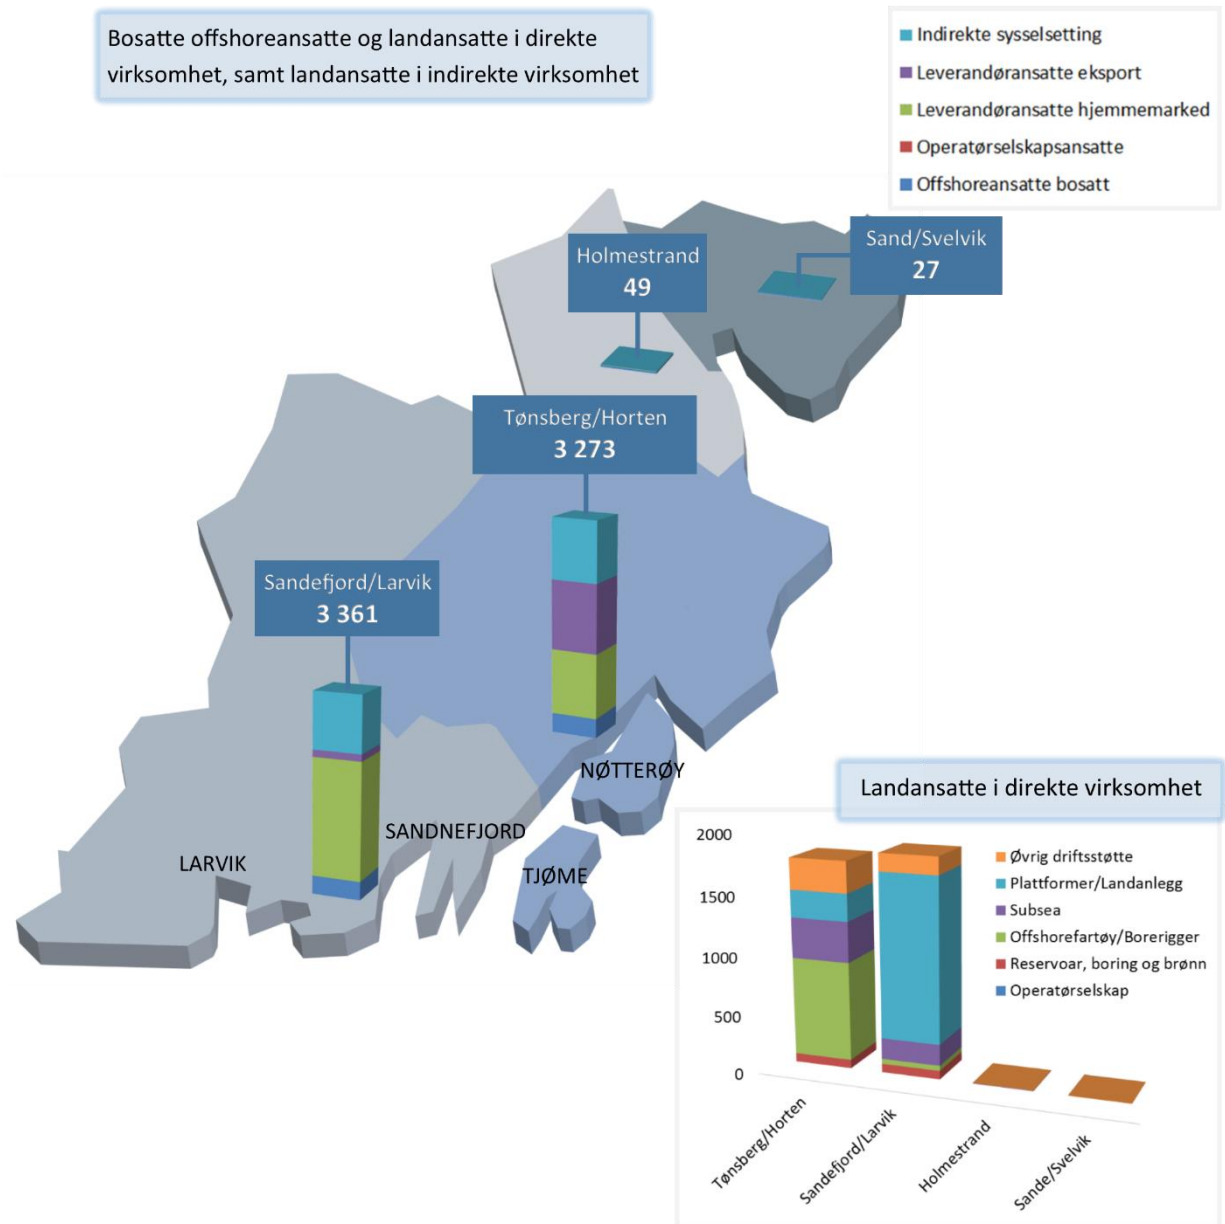 Bosatte offshoreansatte og landansatte i direkte
virksomhet, samt landansatte i indirekte virksomhet
Indirekte sysselsetting
Leverandøransatte eksport
Leverandøransatte hjemmemarked
Operatørselskapsansatte
Offshoreansatte bosatt
Sand/Svelvik
27
Holmestrand
49
Tønsberg/Horten
3 273
Sandefjord/Larvik
3 361
NØTTERØY
SANDNEFJORD
LARVIK
TJØME
Landansatte i direkte virksomhet
2000
1500
1000
500
0
Øvrig driftsstøtte
Plattformer/Landanlegg
Subsea
Offshorefartøy/Borerigger
Reservoar, boring og brønn
Operatørselskap
Tønsberg/Horten
Sandefjord/Larvik
Holmestrand
Sande/Svelvik